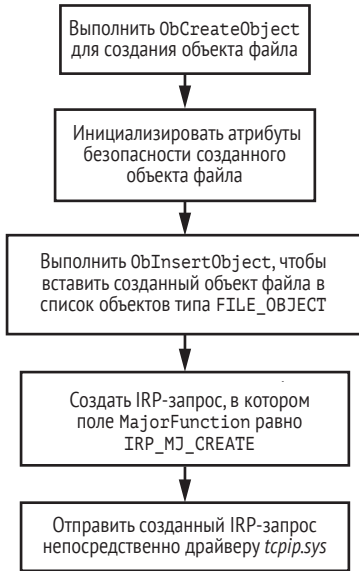 Выполнить ObCreateObject
для создания объекта файла
Инициализировать атрибуты
безопасности созданного
объекта файла
Выполнить ObInsertObject, чтобы
вставить созданный объект файла в
список объектов типа FILE_OBJECT
Создать IRP-запрос, в котором
поле MajorFunction равно
IRP_MJ_CREATE
Отправить созданный IRP-запрос
непосредственно драйверу tcpip.sys